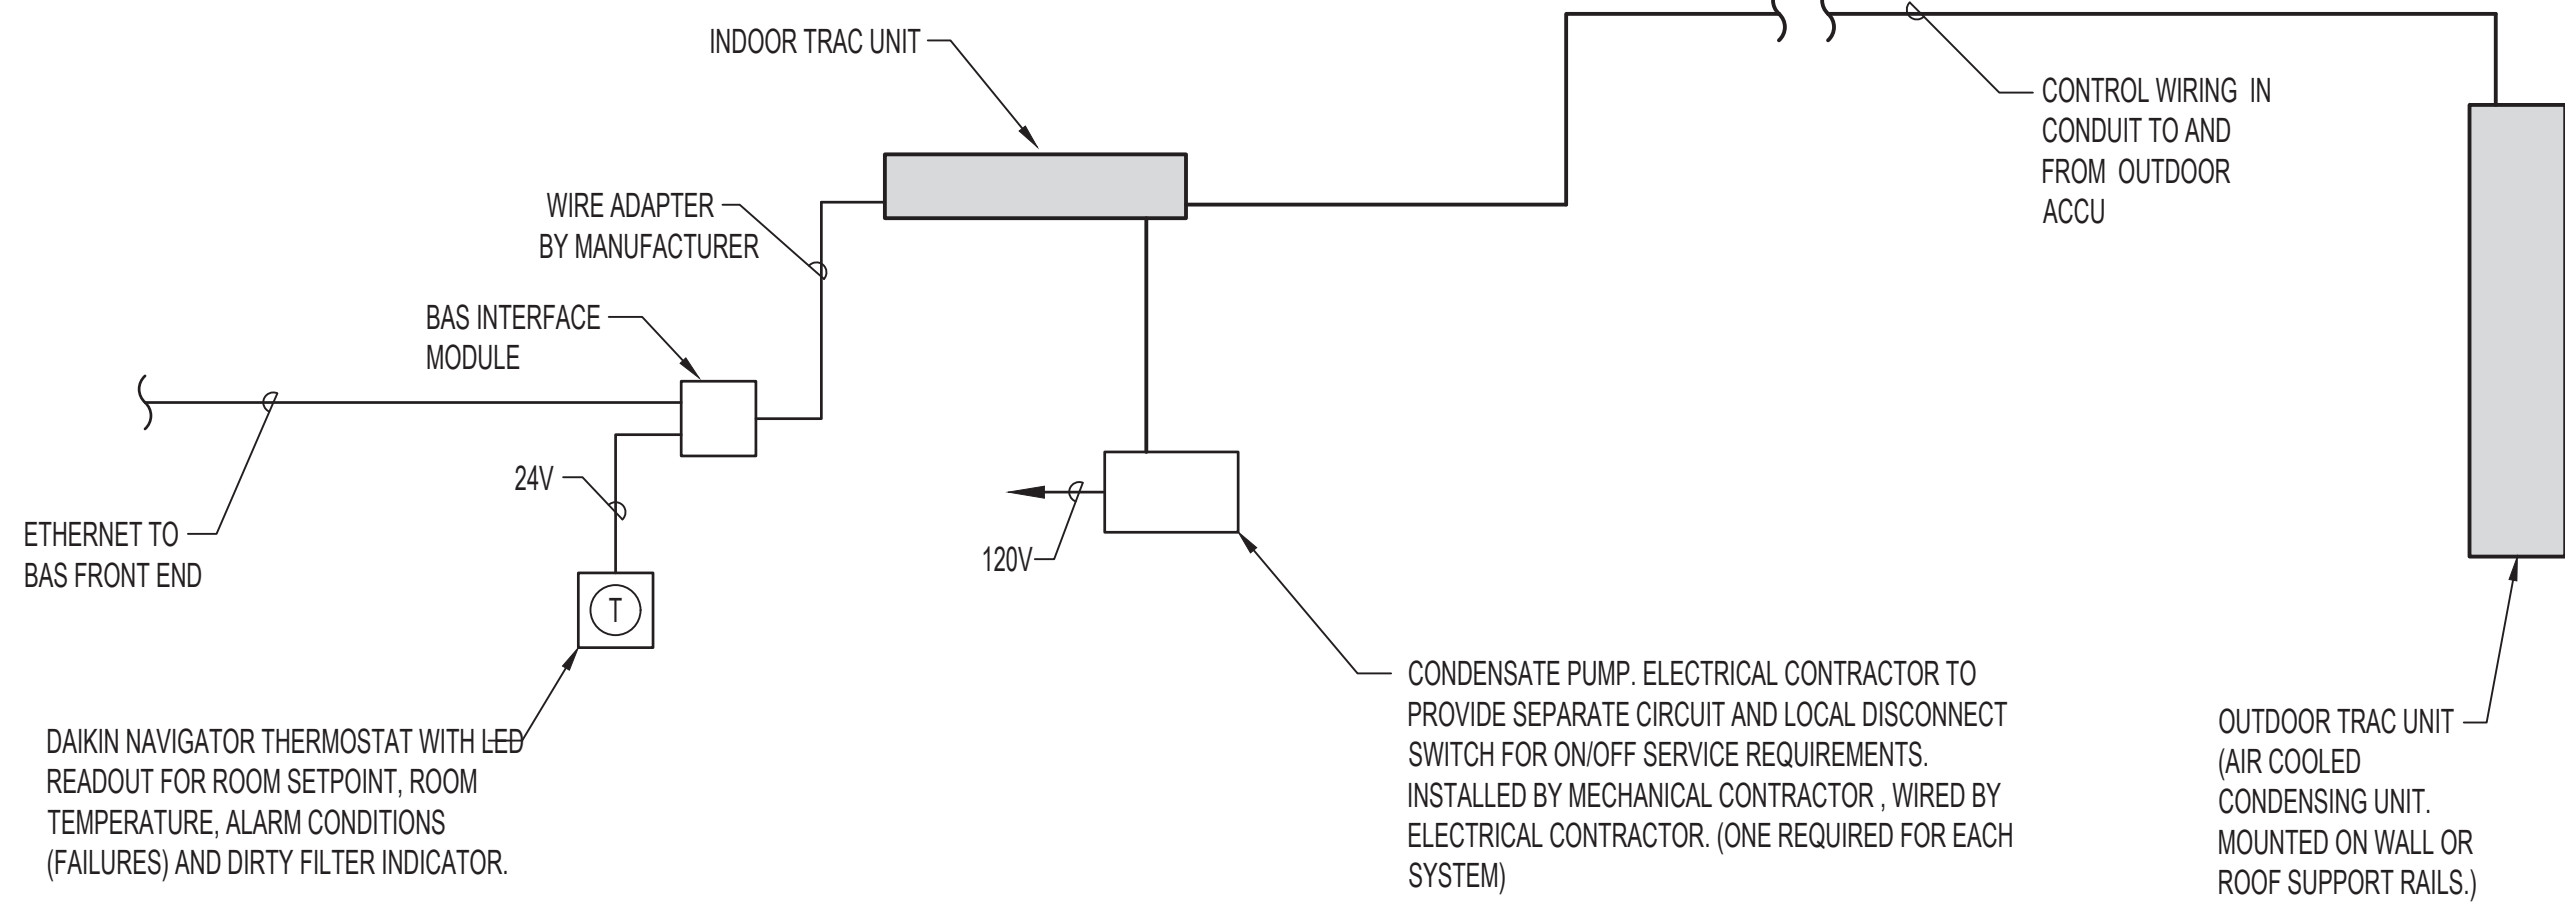 INDOOR TRAC UNIT
CONTROL WIRING IN
CONDUIT TO AND
FROM OUTDOOR
ACCU
WIRE ADAPTER
BY MANUFACTURER
BAS INTERFACE
MODULE
24V
ETHERNET TO
BAS FRONT END
120V
T
DAIKIN NAVIGATOR THERMOSTAT WITH LED
READOUT FOR ROOM SETPOINT, ROOM
TEMPERATURE, ALARM CONDITIONS
(FAILURES) AND DIRTY FILTER INDICATOR.
CONDENSATE PUMP. ELECTRICAL CONTRACTOR TO
PROVIDE SEPARATE CIRCUIT AND LOCAL DISCONNECT
SWITCH FOR ON/OFF SERVICE REQUIREMENTS.
INSTALLED BY MECHANICAL CONTRACTOR , WIRED BY
ELECTRICAL CONTRACTOR. (ONE REQUIRED FOR EACH
SYSTEM)
OUTDOOR TRAC UNIT
(AIR COOLED
CONDENSING UNIT.
MOUNTED ON WALL OR
ROOF SUPPORT RAILS.)